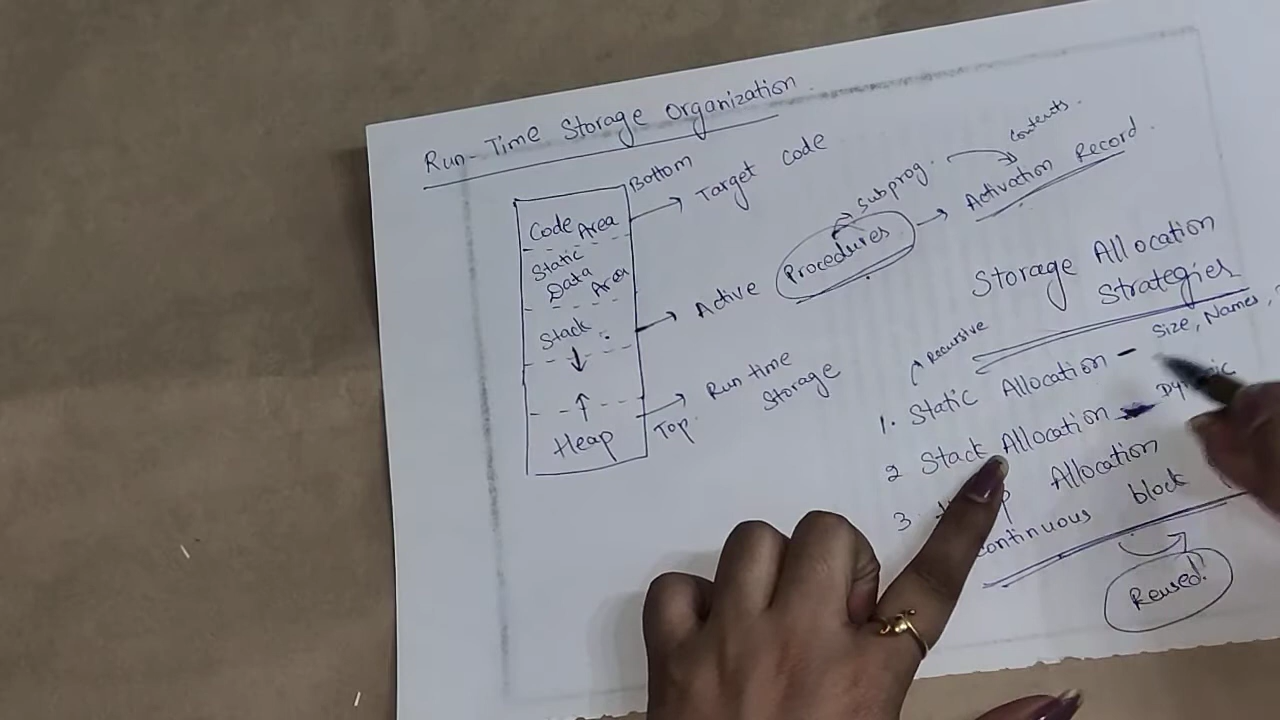 Run-Time Storage Organization
Bottom
Code Area
Target code
Static
Data Area
Stack
Active Procedures
subprog.
contents.
Activation Record.
Heap
Top.
Run time
Storage
Storage Allocation
Strategies
Recursive
1. Static Allocation - Size, Names,
2 Stack Allocation -
3 Allocation
continuous block
Reused!